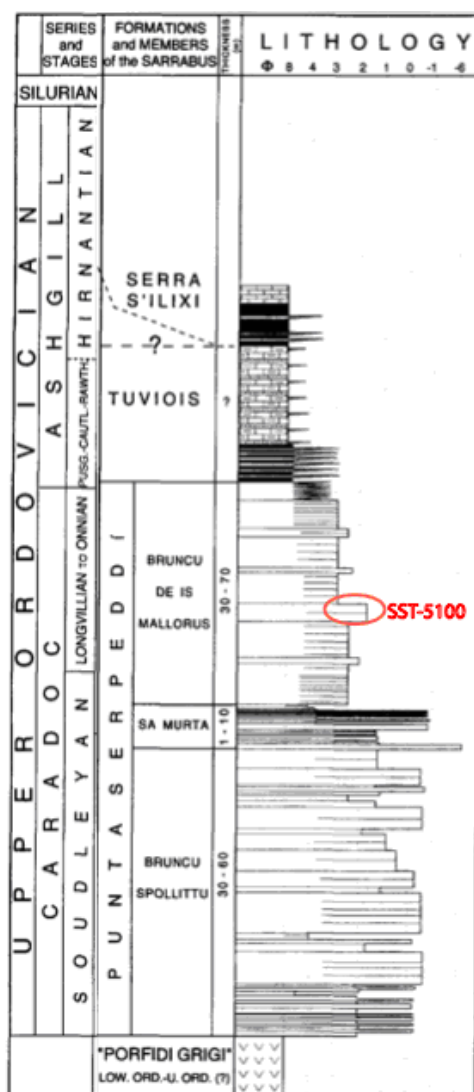 SERIES
and
STAGES
FORMATIONS
and MEMBERS
of the SARRABUS
THICKNESS
LITHOLOGY
Φ 8 4 3 2 1 0 -1 -6
SILURIAN
UPPER ORDOVICIAN
ASHGILL
HIRNANTIAN
SERRA
S'ILIXI
?
PUSG.-CAUTL-RAWTH.
TUVIOIS
?
CARADOC
LONGVILLIAN TO ONNIAN
PUNTA SERPEDDI
BRUNCU
DE IS
MALLORUS
30-70
SST-5100
SOUDLEYAN
SA MURTA
1-10
BRUNCU
SPOLLITTU
30-60
"PORFIDI GRIGI"
LOW. ORD.-U. ORD. (?)